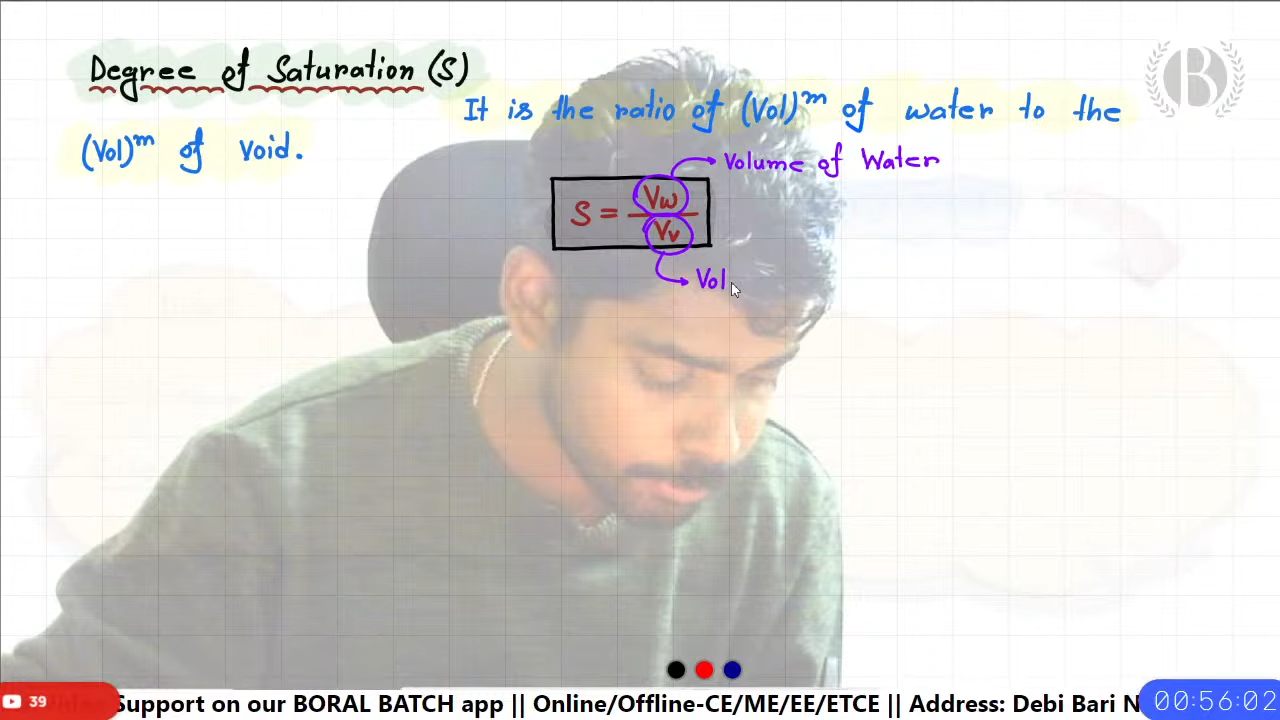 Degree of Saturation (S)
It is the ratio of (Vol)ᵐ of water to the
(Vol)ᵐ of Void.
Volume of Water
S = Vw / Vv
Vol
B
39
Support on our BORAL BATCH app || Online/Offline-CE/ME/EE/ETCE || Address: Debi Bari N
00:56:02